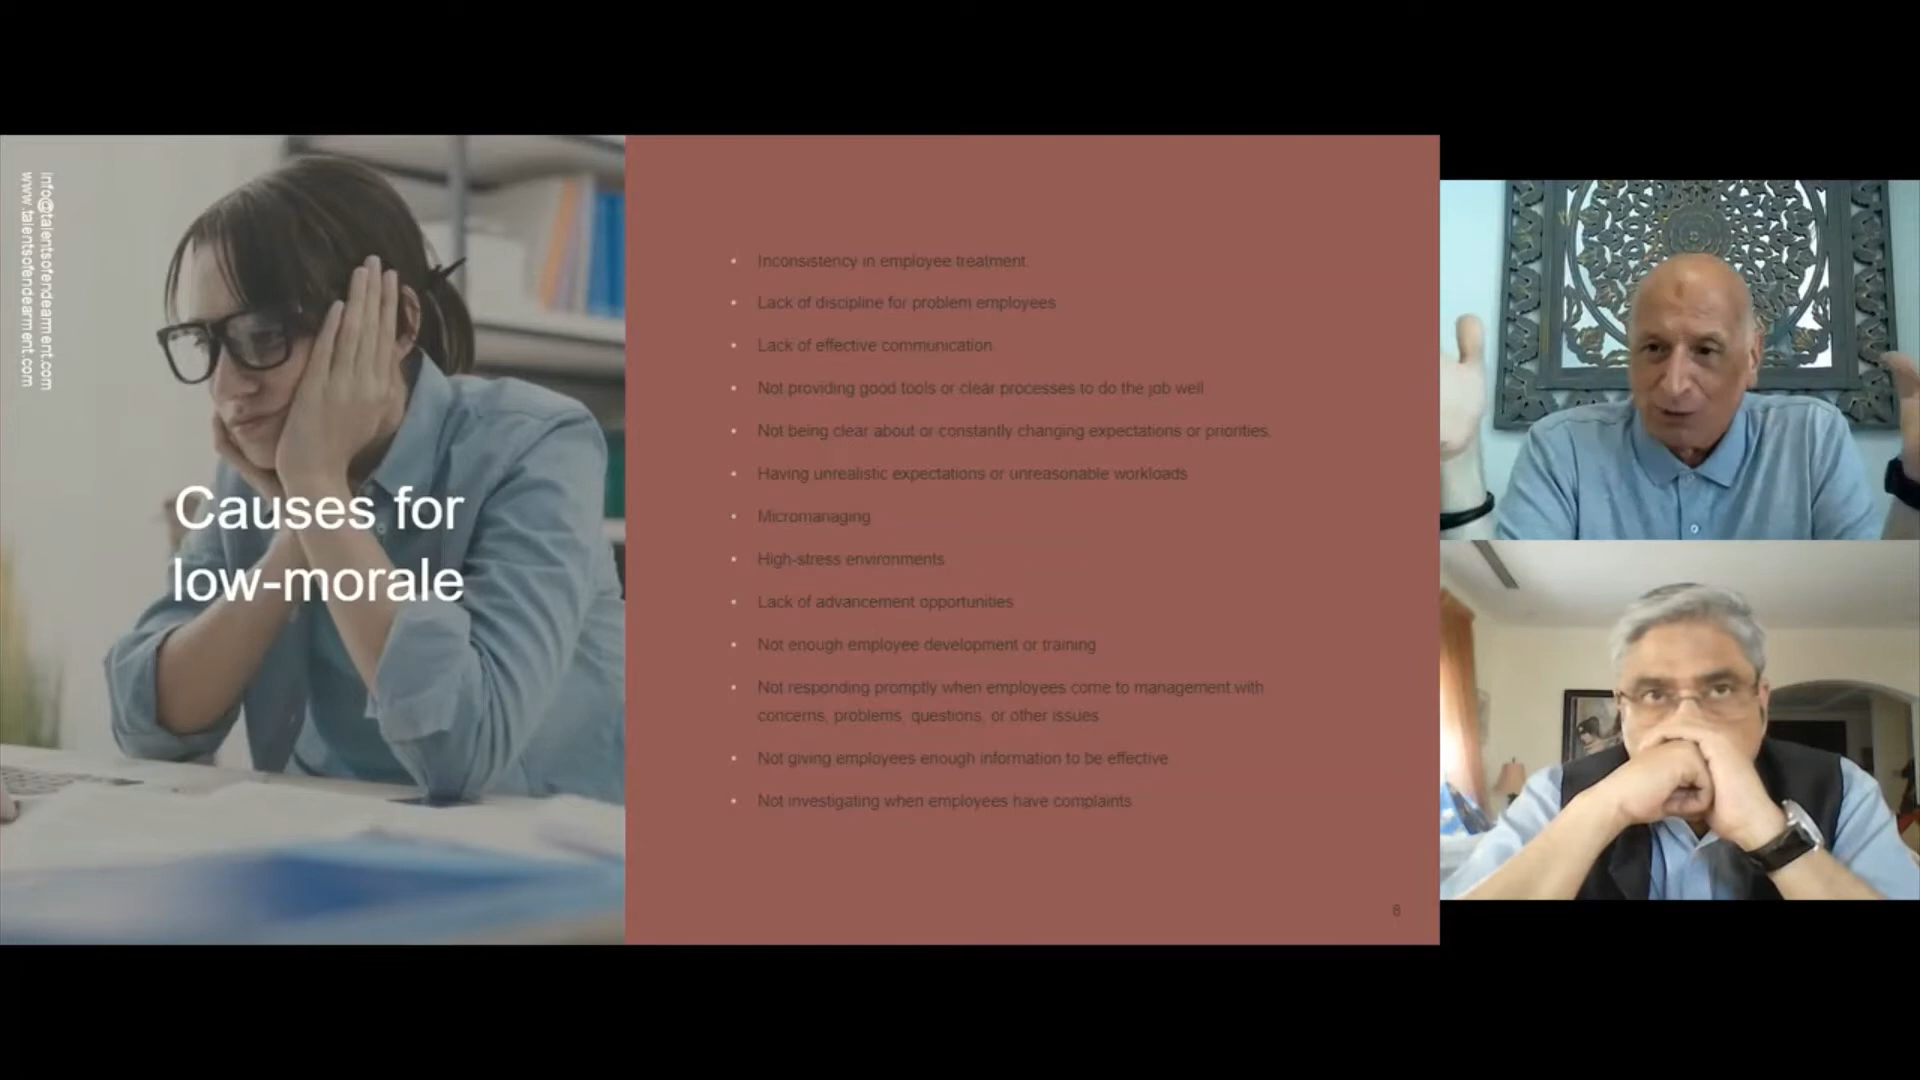 info@talentsofendearment.com
www.talentsofendearment.com
Causes for
low-morale
• Inconsistency in employee treatment.
• Lack of discipline for problem employees
• Lack of effective communication.
• Not providing good tools or clear processes to do the job well
• Not being clear about or constantly changing expectations or priorities.
• Having unrealistic expectations or unreasonable workloads
• Micromanaging
• High-stress environments
• Lack of advancement opportunities
• Not enough employee development or training
• Not responding promptly when employees come to management with
concerns, problems, questions, or other issues
• Not giving employees enough information to be effective.
• Not investigating when employees have complaints
8